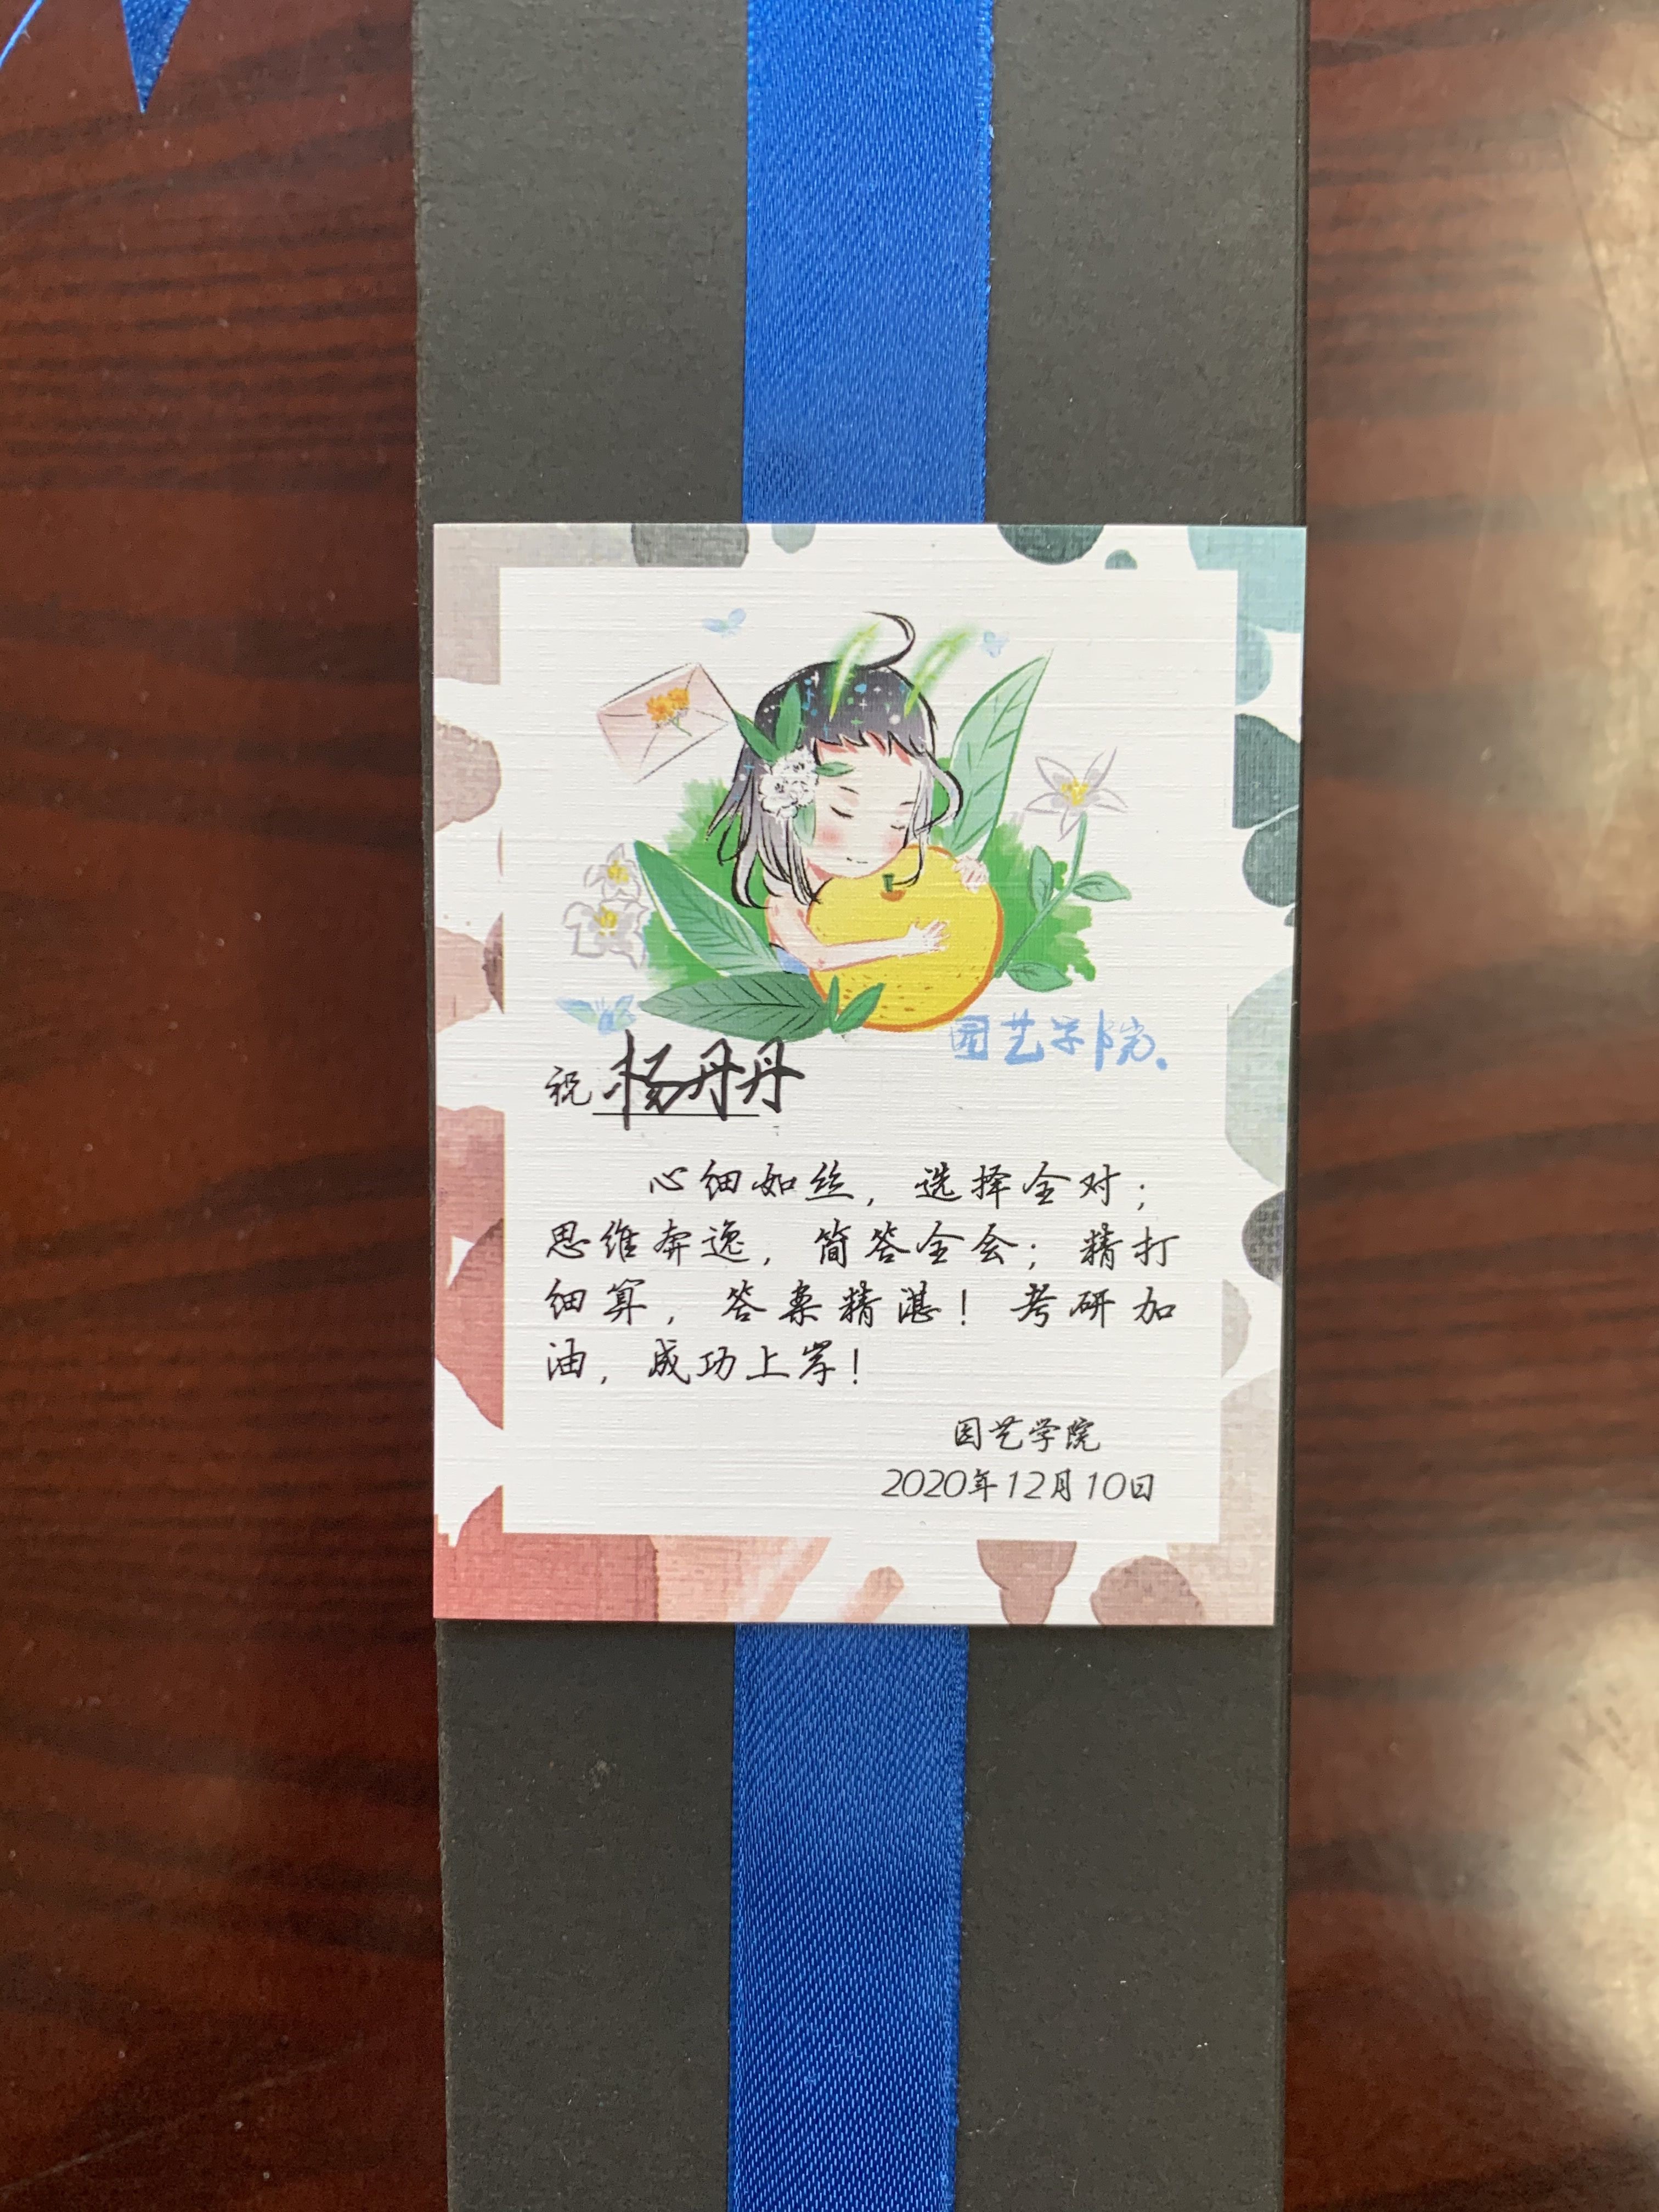 园艺学院.
祝杨丹丹
心细如丝，选择全对；
思维奔逸，简答全会；精打
细算，答案精湛！考研加
油，成功上岸！
园艺学院
2020年12月10日